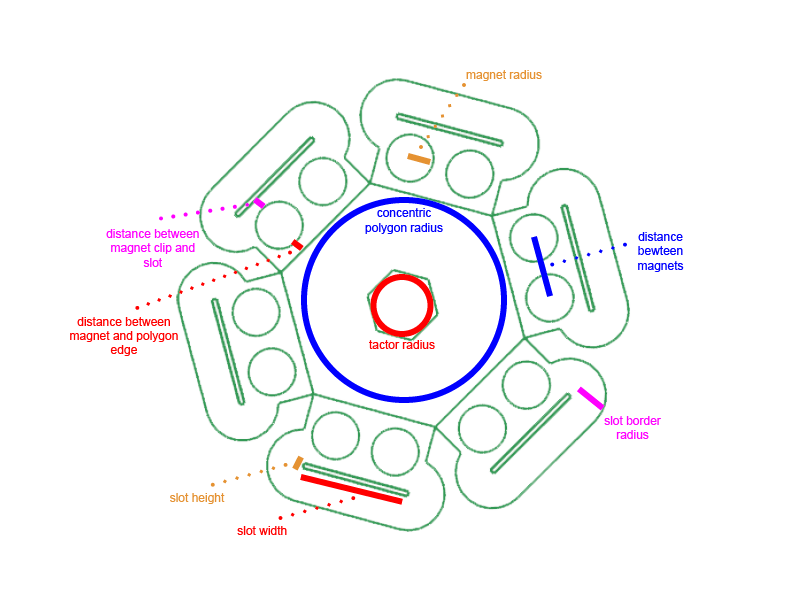 magnet radius
concentric
polygon radius
distance between
magnet clip and
slot
distance
bewteen
magnets
distance between
magnet and polygon
edge
tactor radius
slot border
radius
slot height
slot width